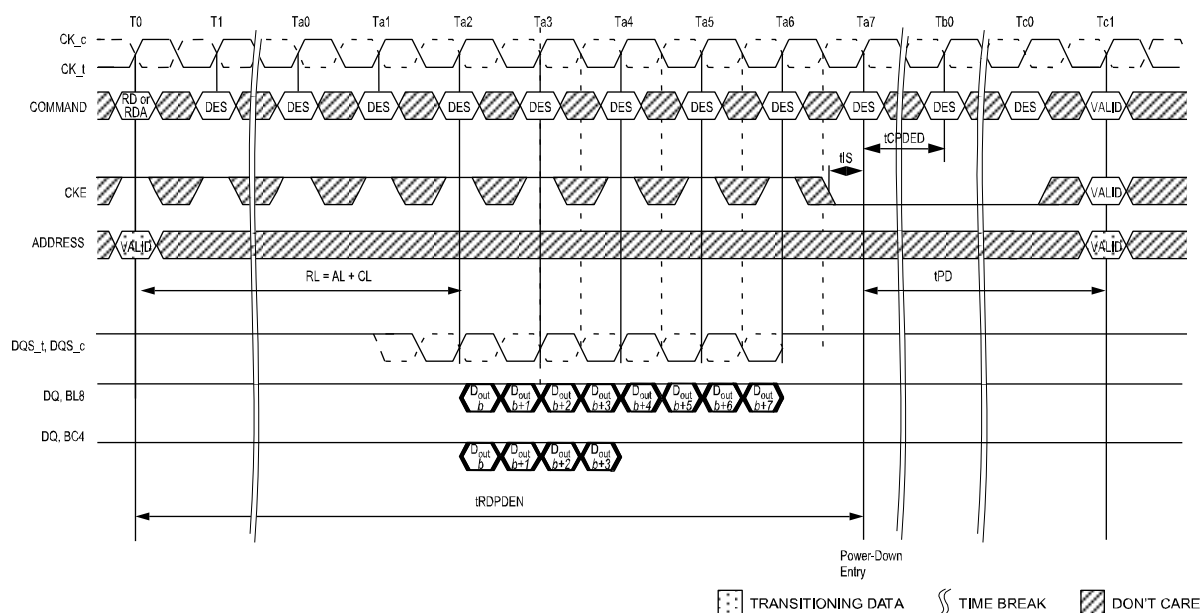 T0 T1 Ta0 Ta1 Ta2 Ta3 Ta4 Ta5 Ta6 Ta7 Tb0 Tc0 Tc1
CK_c
CK_t
COMMAND RD or RDA DES DES DES DES DES DES DES DES DES DES DES VALID
tCPDED
tIS
CKE VALID
ADDRESS VALID VALID
RL = AL + CL tPD
DQS_t, DQS_c
DQ, BL8 Dout b Dout b+1 Dout b+2 Dout b+3 Dout b+4 Dout b+5 Dout b+6 Dout b+7
DQ, BC4 Dout b Dout b+1 Dout b+2 Dout b+3
tRDPDEN
Power-Down
Entry
TRANSITIONING DATA TIME BREAK DON'T CARE